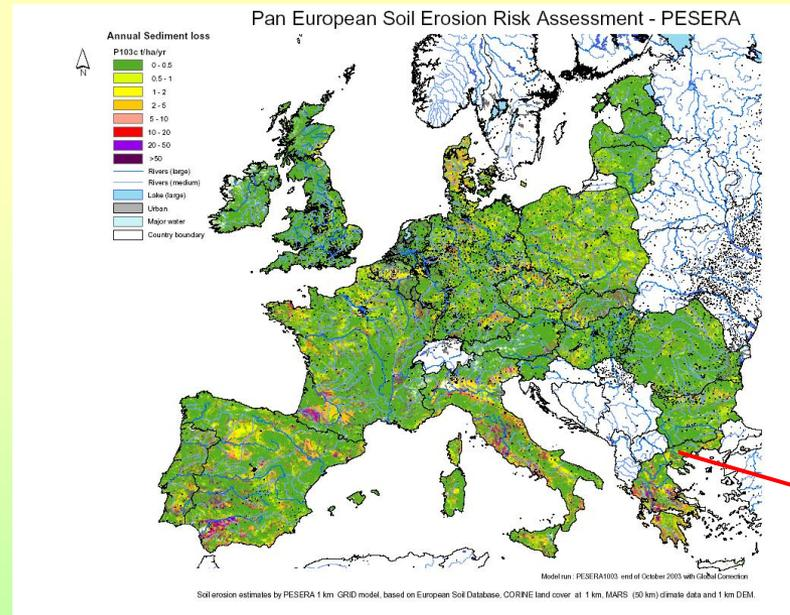 Pan European Soil Erosion Risk Assessment - PESERA
Annual Sediment loss
P103c t/ha/yr
0 - 0.5
0.5 - 1
1 - 2
2 - 5
5 - 10
10 - 20
20 - 50
>50
Rivers (large)
Rivers (medium)
Lake (large)
Urban
Major water
Country boundary
N
Model run : PESERA1003 end of October 2003 with Global Correction
Soil erosion estimates by PESERA 1 km GRID model, based on European Soil Database, CORINE land cover at 1 km, MARS (50 km) climate data and 1 km DEM.